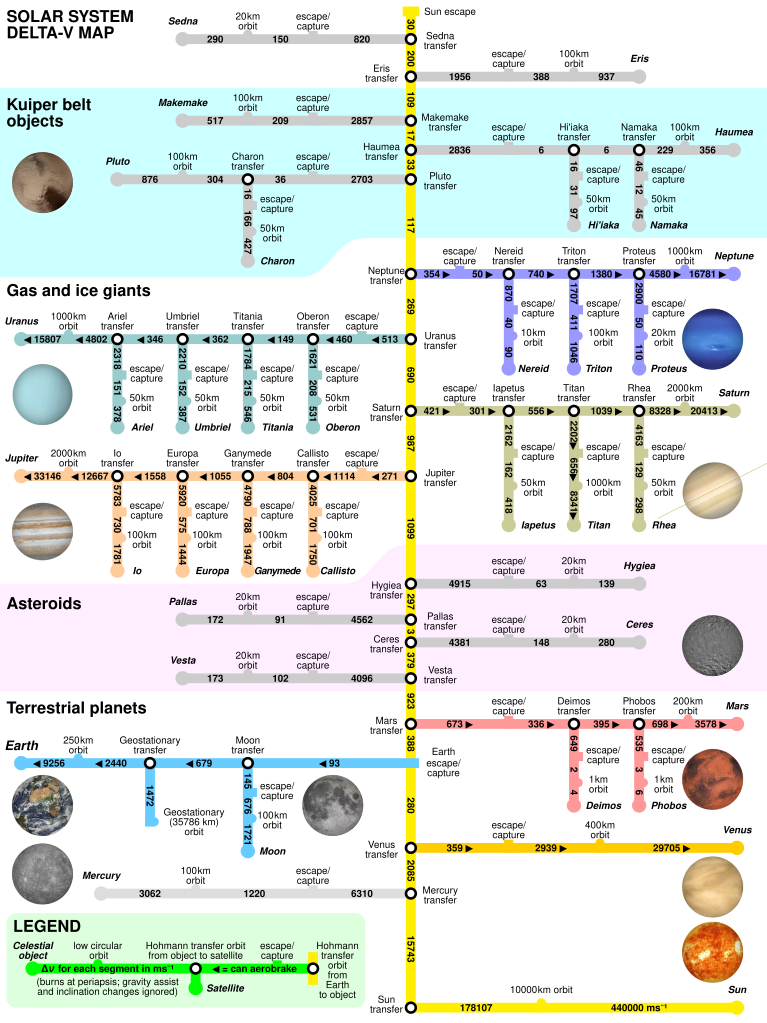 SOLAR SYSTEM
DELTA-V MAP
Sun escape
30
Sedna
20km
orbit
escape/
capture
290 150 820
Sedna
transfer
200
Eris
transfer
escape/
capture
100km
orbit
Eris
1956 388 937
109
Kuiper belt
objects
Makemake
100km
orbit
escape/
capture
517 209 2857
Makemake
transfer
17
Haumea
transfer
escape/
capture
Hi'iaka
transfer
Namaka
transfer
100km
orbit
Haumea
2836 6 6 229 356
16 31 97
escape/
capture
50km
orbit
Hi'iaka
46 12 45
escape/
capture
50km
orbit
Namaka
33
Pluto
100km
orbit
Charon
transfer
escape/
capture
876 304 36 2703
Pluto
transfer
16 166 427
escape/
capture
50km
orbit
Charon
117
Neptune
transfer
escape/
capture
Nereid
transfer
Triton
transfer
Proteus
transfer
1000km
orbit
Neptune
354 ► 50 ► 740 ► 1380 ► 4580 ► 16781 ►
870 40 90
escape/
capture
10km
orbit
Nereid
1707 411 1046
escape/
capture
100km
orbit
Triton
2900 50 110
escape/
capture
20km
orbit
Proteus
269
Gas and ice giants
Uranus
1000km
orbit
Ariel
transfer
Umbriel
transfer
Titania
transfer
Oberon
transfer
escape/
capture
◄ 15807 ◄ 4802 ◄ 346 ◄ 362 ◄ 149 ◄ 460 ◄ 513
Uranus
transfer
2318 151 378
escape/
capture
50km
orbit
Ariel
2210 152 387
escape/
capture
50km
orbit
Umbriel
1784 215 546
escape/
capture
50km
orbit
Titania
1621 208 531
escape/
capture
50km
orbit
Oberon
690
Saturn
transfer
escape/
capture
Iapetus
transfer
Titan
transfer
Rhea
transfer
2000km
orbit
Saturn
421 ► 301 ► 556 ► 1039 ► 8328 ► 20413 ►
2162 162 418
escape/
capture
50km
orbit
Iapetus
2202► 656► 8341►
escape/
capture
1000km
orbit
Titan
4163 129 298
escape/
capture
50km
orbit
Rhea
987
Jupiter
2000km
orbit
Io
transfer
Europa
transfer
Ganymede
transfer
Callisto
transfer
escape/
capture
◄ 33146 ◄ 12667 ◄ 1558 ◄ 1055 ◄ 804 ◄ 1114 ◄ 271
Jupiter
transfer
5783 730 1781
escape/
capture
100km
orbit
Io
5920 575 1444
escape/
capture
100km
orbit
Europa
4790 788 1947
escape/
capture
100km
orbit
Ganymede
4025 701 1750
escape/
capture
100km
orbit
Callisto
1099
Hygiea
transfer
escape/
capture
20km
orbit
Hygiea
4915 63 139
297
Asteroids
Pallas
20km
orbit
escape/
capture
172 91 4562
Pallas
transfer
3
Ceres
transfer
escape/
capture
20km
orbit
Ceres
4381 148 280
379
Vesta
20km
orbit
escape/
capture
173 102 4096
Vesta
transfer
923
Terrestrial planets
Mars
transfer
escape/
capture
Deimos
transfer
Phobos
transfer
200km
orbit
Mars
673 ► 336 ► 395 ► 698 ► 3578 ►
649 2 4
escape/
capture
1km
orbit
Deimos
535 3 6
escape/
capture
1km
orbit
Phobos
388
Earth
250km
orbit
Geostationary
transfer
Moon
transfer
◄ 9256 ◄ 2440 ◄ 679 ◄ 93
Earth
escape/
capture
1472
Geostationary
(35786 km)
orbit
145 676 1721
escape/
capture
100km
orbit
Moon
280
Venus
transfer
escape/
capture
400km
orbit
Venus
359 ► 2939 ► 29705 ►
2085
Mercury
100km
orbit
escape/
capture
3062 1220 6310
Mercury
transfer
15743
LEGEND
Celestial
object
low circular
orbit
Hohmann transfer orbit
from object to satellite
escape/
capture
Hohmann
transfer
orbit
from
Earth
to object
Δv for each segment in ms⁻¹ ◄ = can aerobrake
(burns at periapsis; gravity assist
and inclination changes ignored)
Satellite
Sun
transfer
10000km orbit
Sun
178107 440000 ms⁻¹